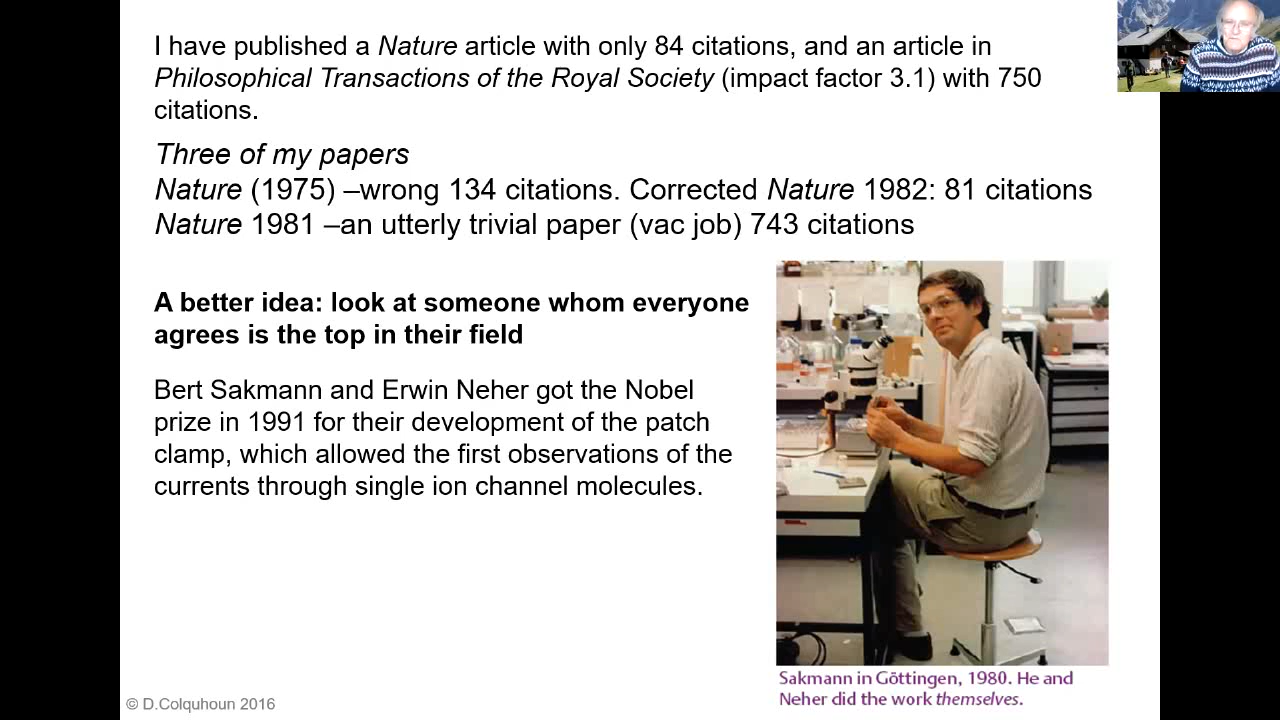 I have published a Nature article with only 84 citations, and an article in
Philosophical Transactions of the Royal Society (impact factor 3.1) with 750
citations.
Three of my papers
Nature (1975) –wrong 134 citations. Corrected Nature 1982: 81 citations
Nature 1981 –an utterly trivial paper (vac job) 743 citations
A better idea: look at someone whom everyone
agrees is the top in their field
Bert Sakmann and Erwin Neher got the Nobel
prize in 1991 for their development of the patch
clamp, which allowed the first observations of the
currents through single ion channel molecules.
Sakmann in Göttingen, 1980. He and
Neher did the work themselves.
© D.Colquhoun 2016